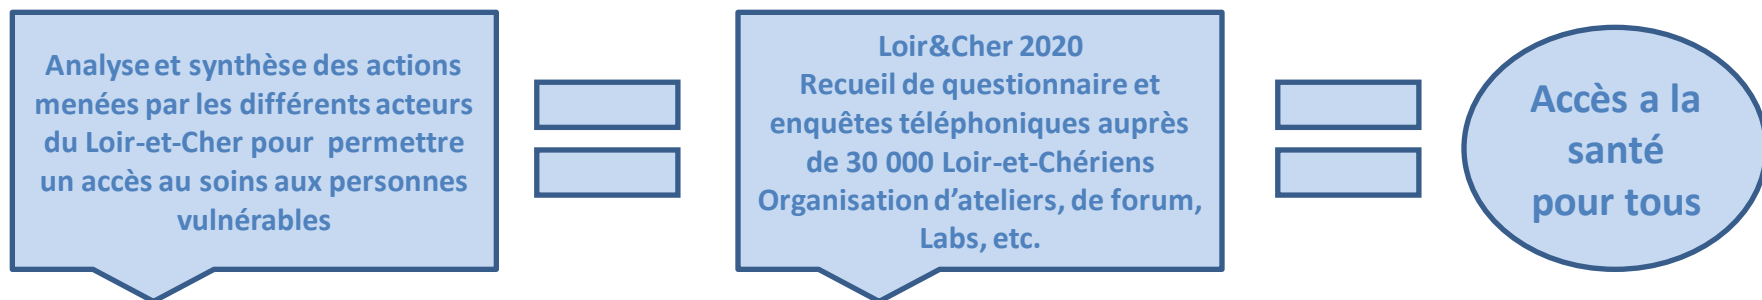 Analyse et synthèse des actions
menées par les différents acteurs
du Loir-et-Cher pour permettre
un accès au soins aux personnes
vulnérables
Loir&Cher 2020
Recueil de questionnaire et
enquêtes téléphoniques auprès
de 30 000 Loir-et-Chériens
Organisation d’ateliers, de forum,
Labs, etc.
Accès a la
santé
pour tous